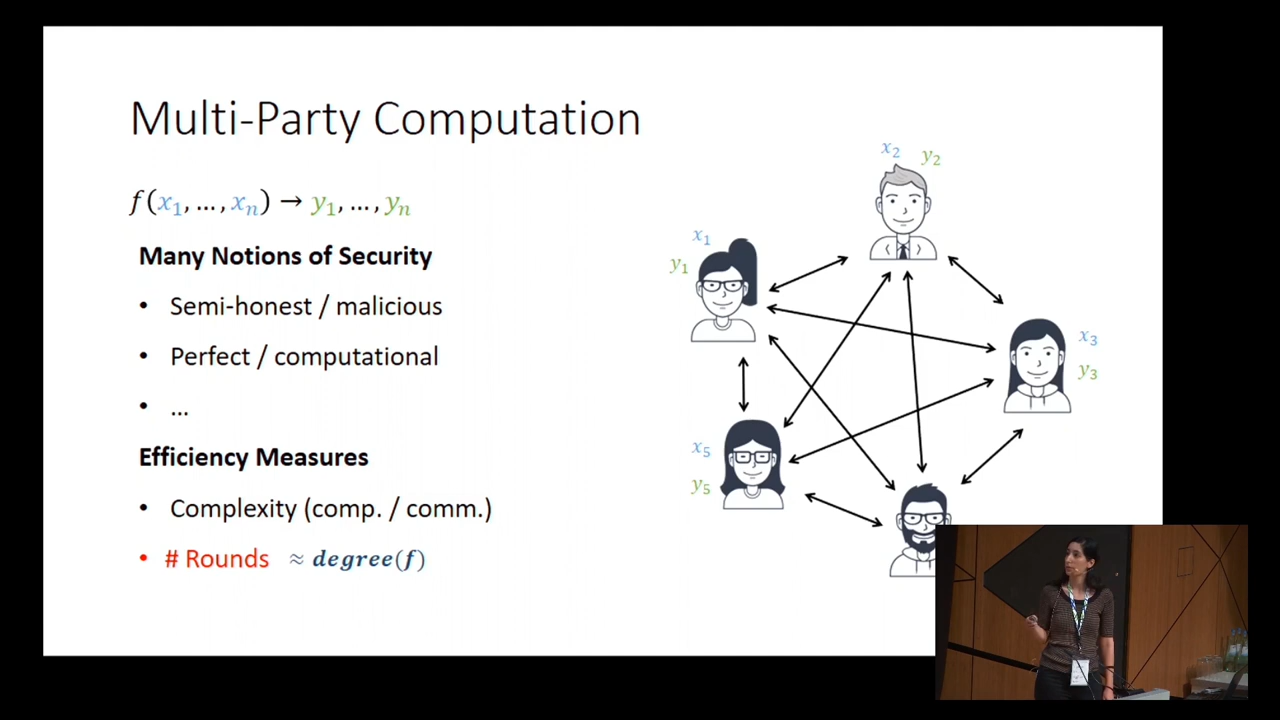 Multi-Party Computation
f(x₁,…,xₙ) → y₁,…,yₙ
Many Notions of Security
• Semi-honest / malicious
• Perfect / computational
• ...
Efficiency Measures
• Complexity (comp. / comm.)
• # Rounds ≈ degree(f)
x₂ y₂
x₁
y₁
x₃
y₃
x₅
y₅